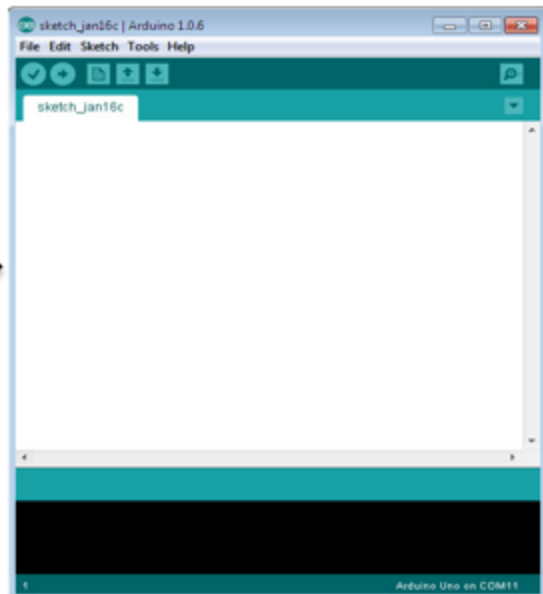 sketch_jan16c | Arduino 1.0.6
File Edit Sketch Tools Help
sketch_jan16c
1
Arduino Uno on COM11